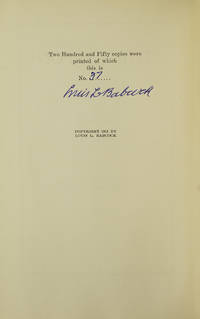 Two Hundred and Fifty copies were
printed of which
this is
No. 37....
Louis L. Babcock
COPYRIGHT BY
LOUIS L. BABCOCK